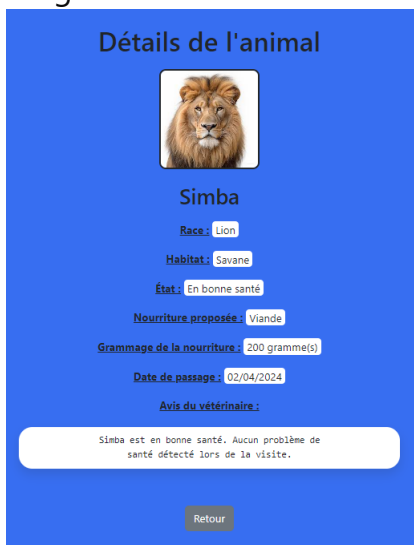 Détails de l'animal
Simba
Race : Lion
Habitat : Savane
État : En bonne santé
Nourriture proposée : Viande
Grammage de la nourriture : 200 gramme(s)
Date de passage : 02/04/2024
Avis du vétérinaire :
Simba est en bonne santé. Aucun problème de
santé détecté lors de la visite.
Retour